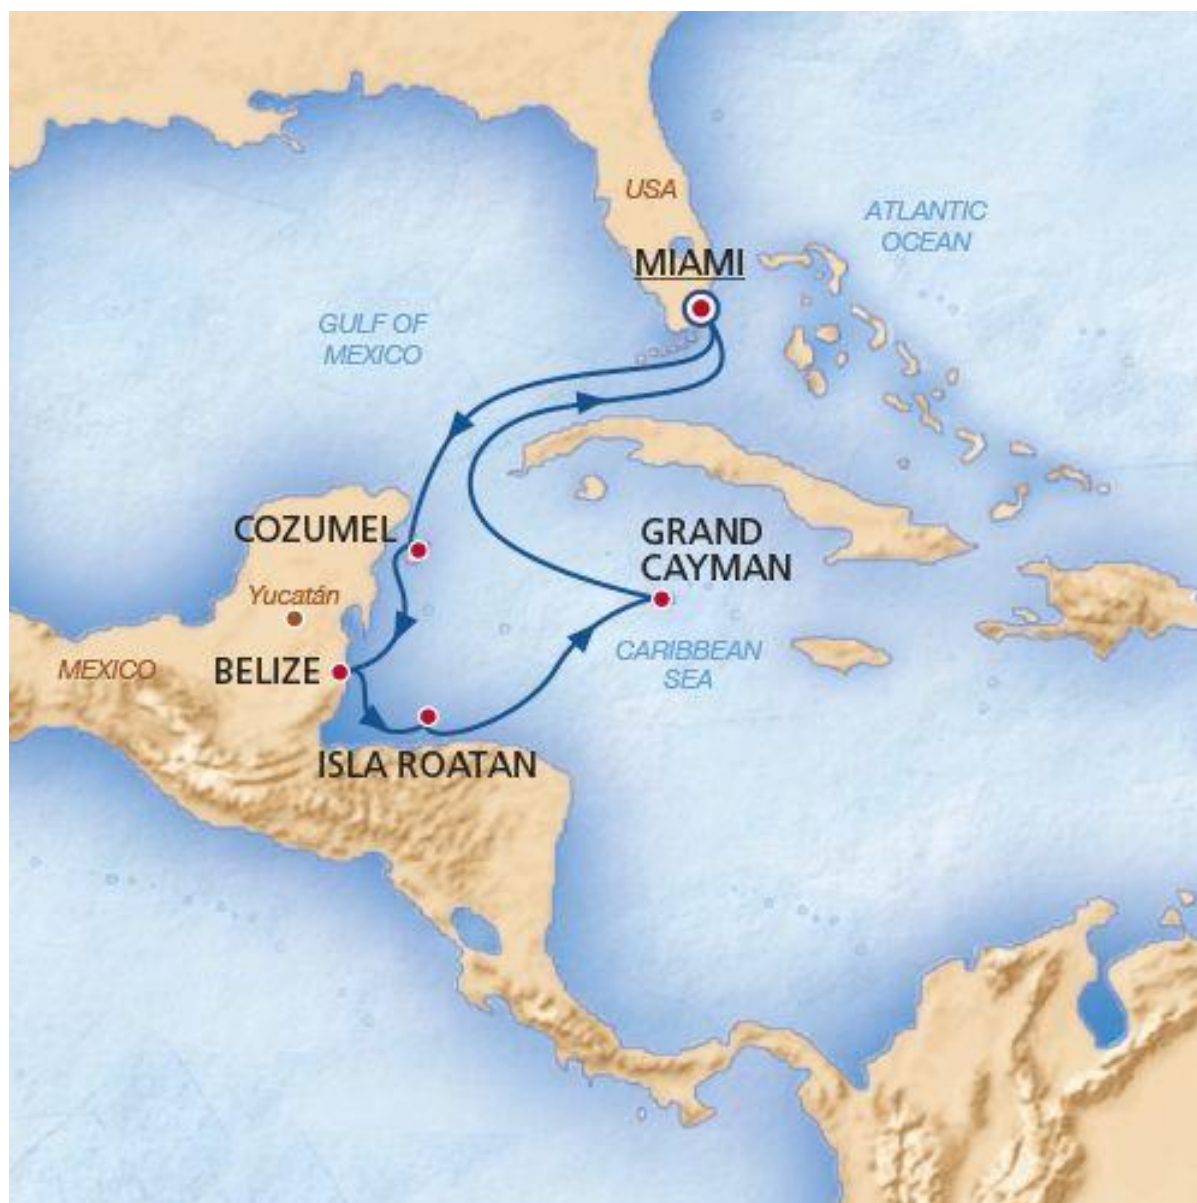 USA
ATLANTIC
OCEAN
MIAMI
GULF OF
MEXICO
COZUMEL
GRAND
CAYMAN
Yucatán
CARIBBEAN
SEA
MEXICO
BELIZE
ISLA ROATAN